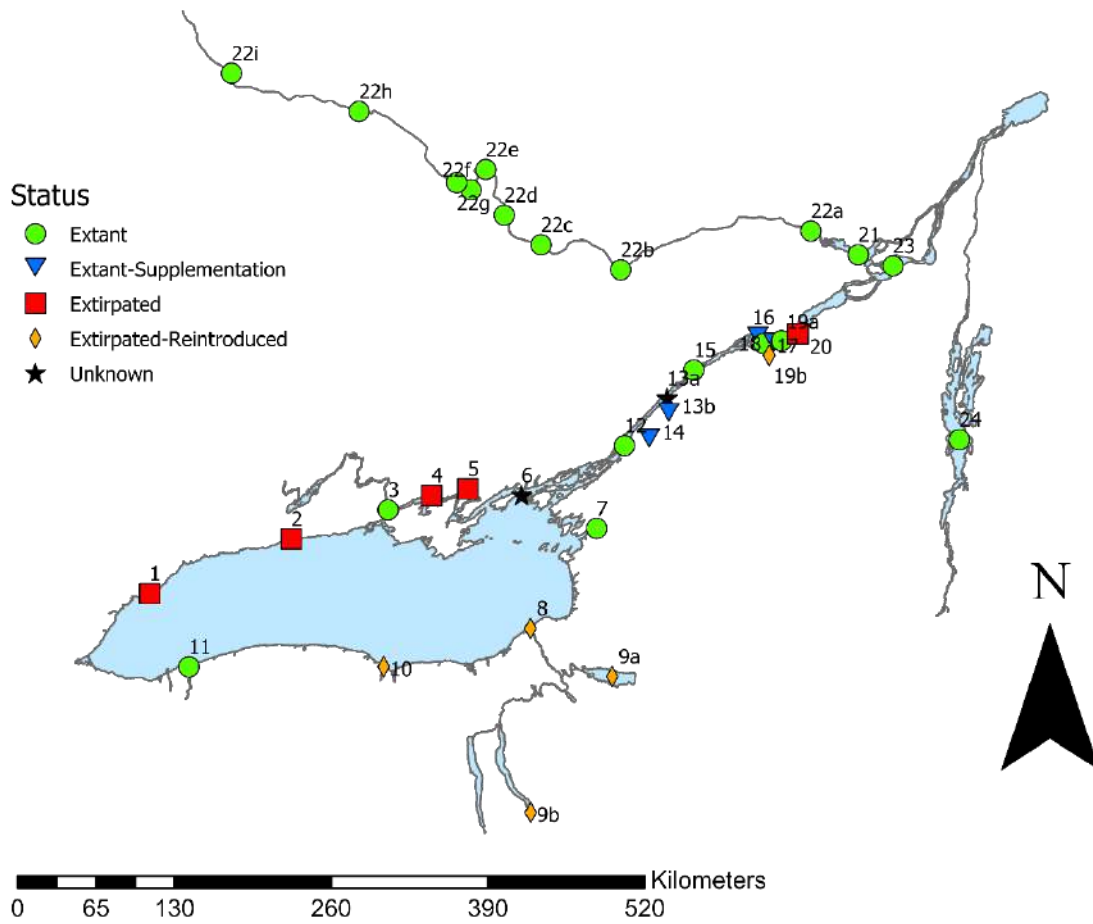 22i
22h
22e
22f
22g
22d
22c
22b
22a
21
23
Status
Extant
Extant-Supplementation
Extirpated
Extirpated-Reintroduced
Unknown
16
19a
18
17
20
15
19b
13a
13b
12
14
24
6
5
4
3
7
2
1
8
11
10
9a
9b
N
Kilometers
0 65 130 260 390 520